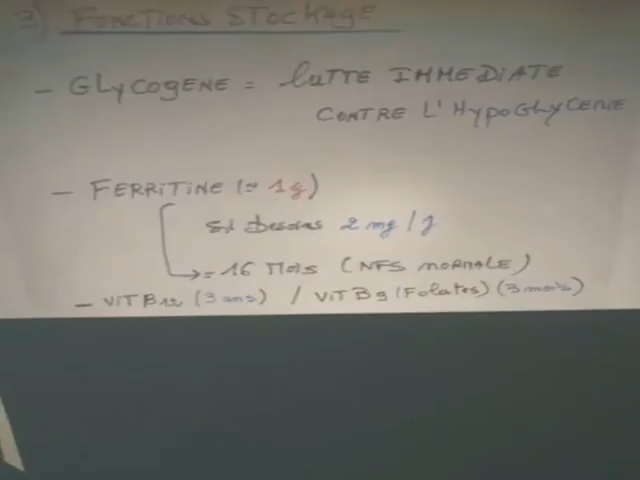 3) FONCTIONS STOCKAGE
- GLYCOGENE = LUTTE IMMEDIATE
CONTRE L'HYPOGLYCEMIE
- FERRITINE (≈ 1g)
Si Besoins 2 mg/j
→ = 16 Mois (NFS NORMALE)
- VIT B12 (3 ans) / VIT B9 (Folates) (3 mois)